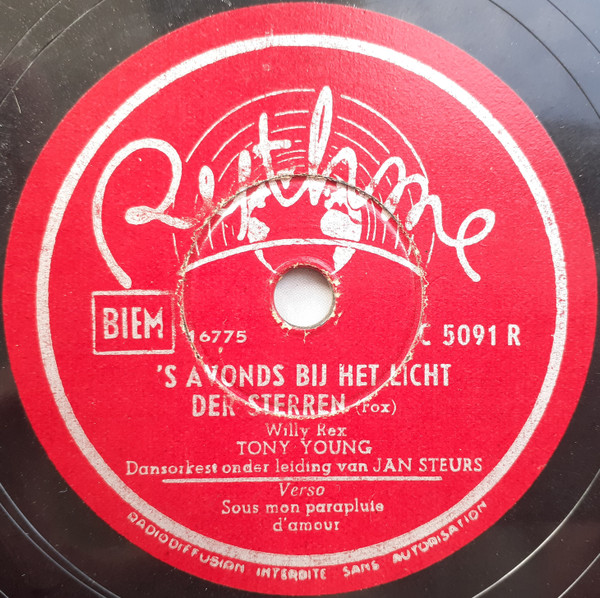 Rythme
BIEM
16775
C 5091 R
'S AVONDS BIJ HET LICHT
DER STERREN (Fox)
Willy Rex
TONY YOUNG
Dansorkest onder leiding van JAN STEURS
Verso
Sous mon parapluie
d'amour
RADIODIFFUSION INTERDITE SANS AUTORISATION